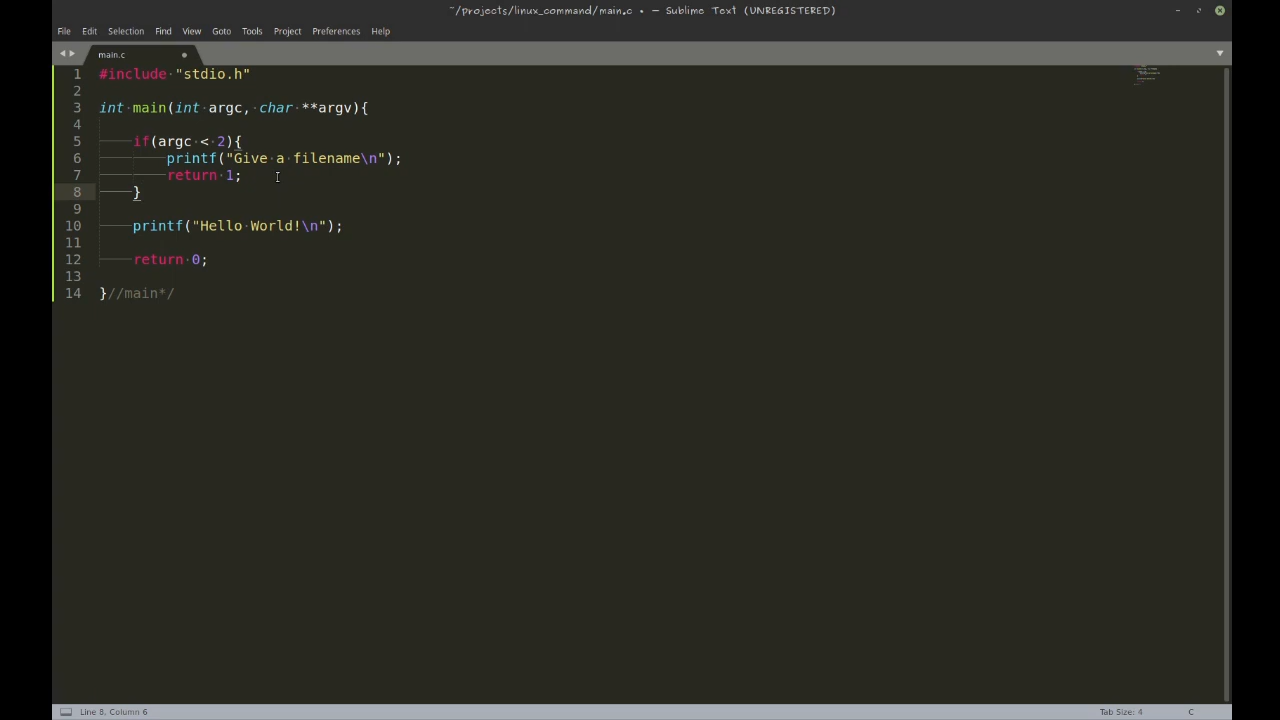 ~/projects/linux_command/main.c • — Sublime Text (UNREGISTERED)
File Edit Selection Find View Goto Tools Project Preferences Help
main.c
1 #include "stdio.h"
2
3 int main(int argc, char **argv){
4
5 if(argc < 2){
6 printf("Give a filename\n");
7 return 1;
8 }
9
10 printf("Hello World!\n");
11
12 return 0;
13
14 }//main*/
Line 8, Column 6 Tab Size: 4 C